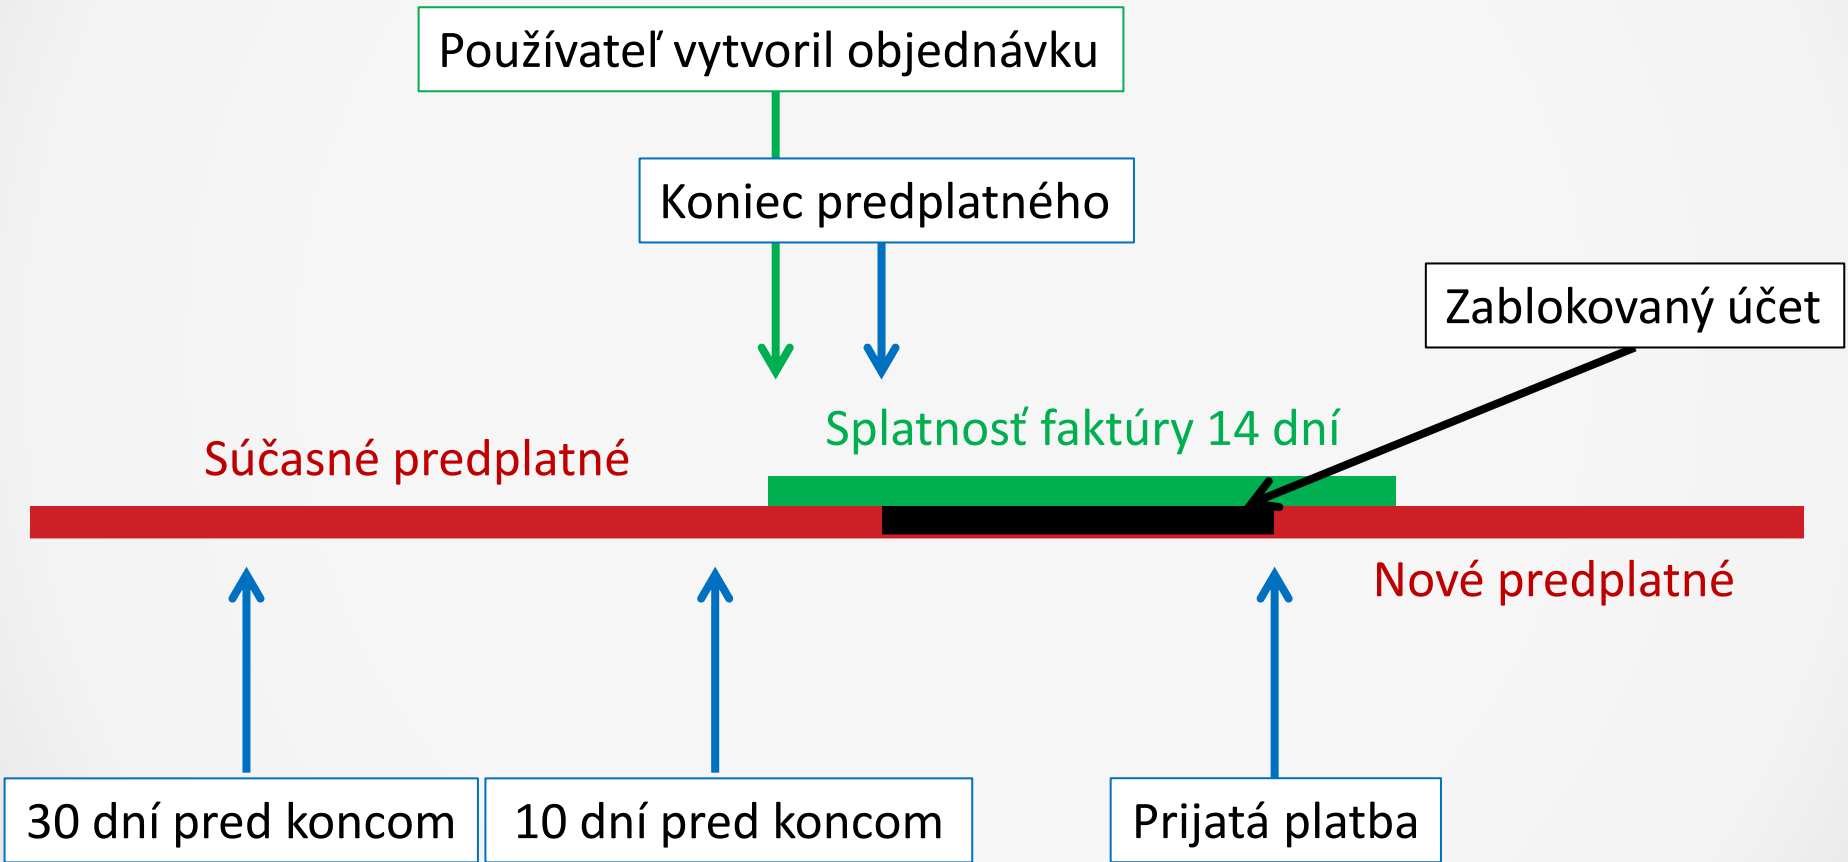 Používateľ vytvoril objednávku
Koniec predplatného
Zablokovaný účet
Splatnosť faktúry 14 dní
Súčasné predplatné
Nové predplatné
30 dní pred koncom
10 dní pred koncom
Prijatá platba